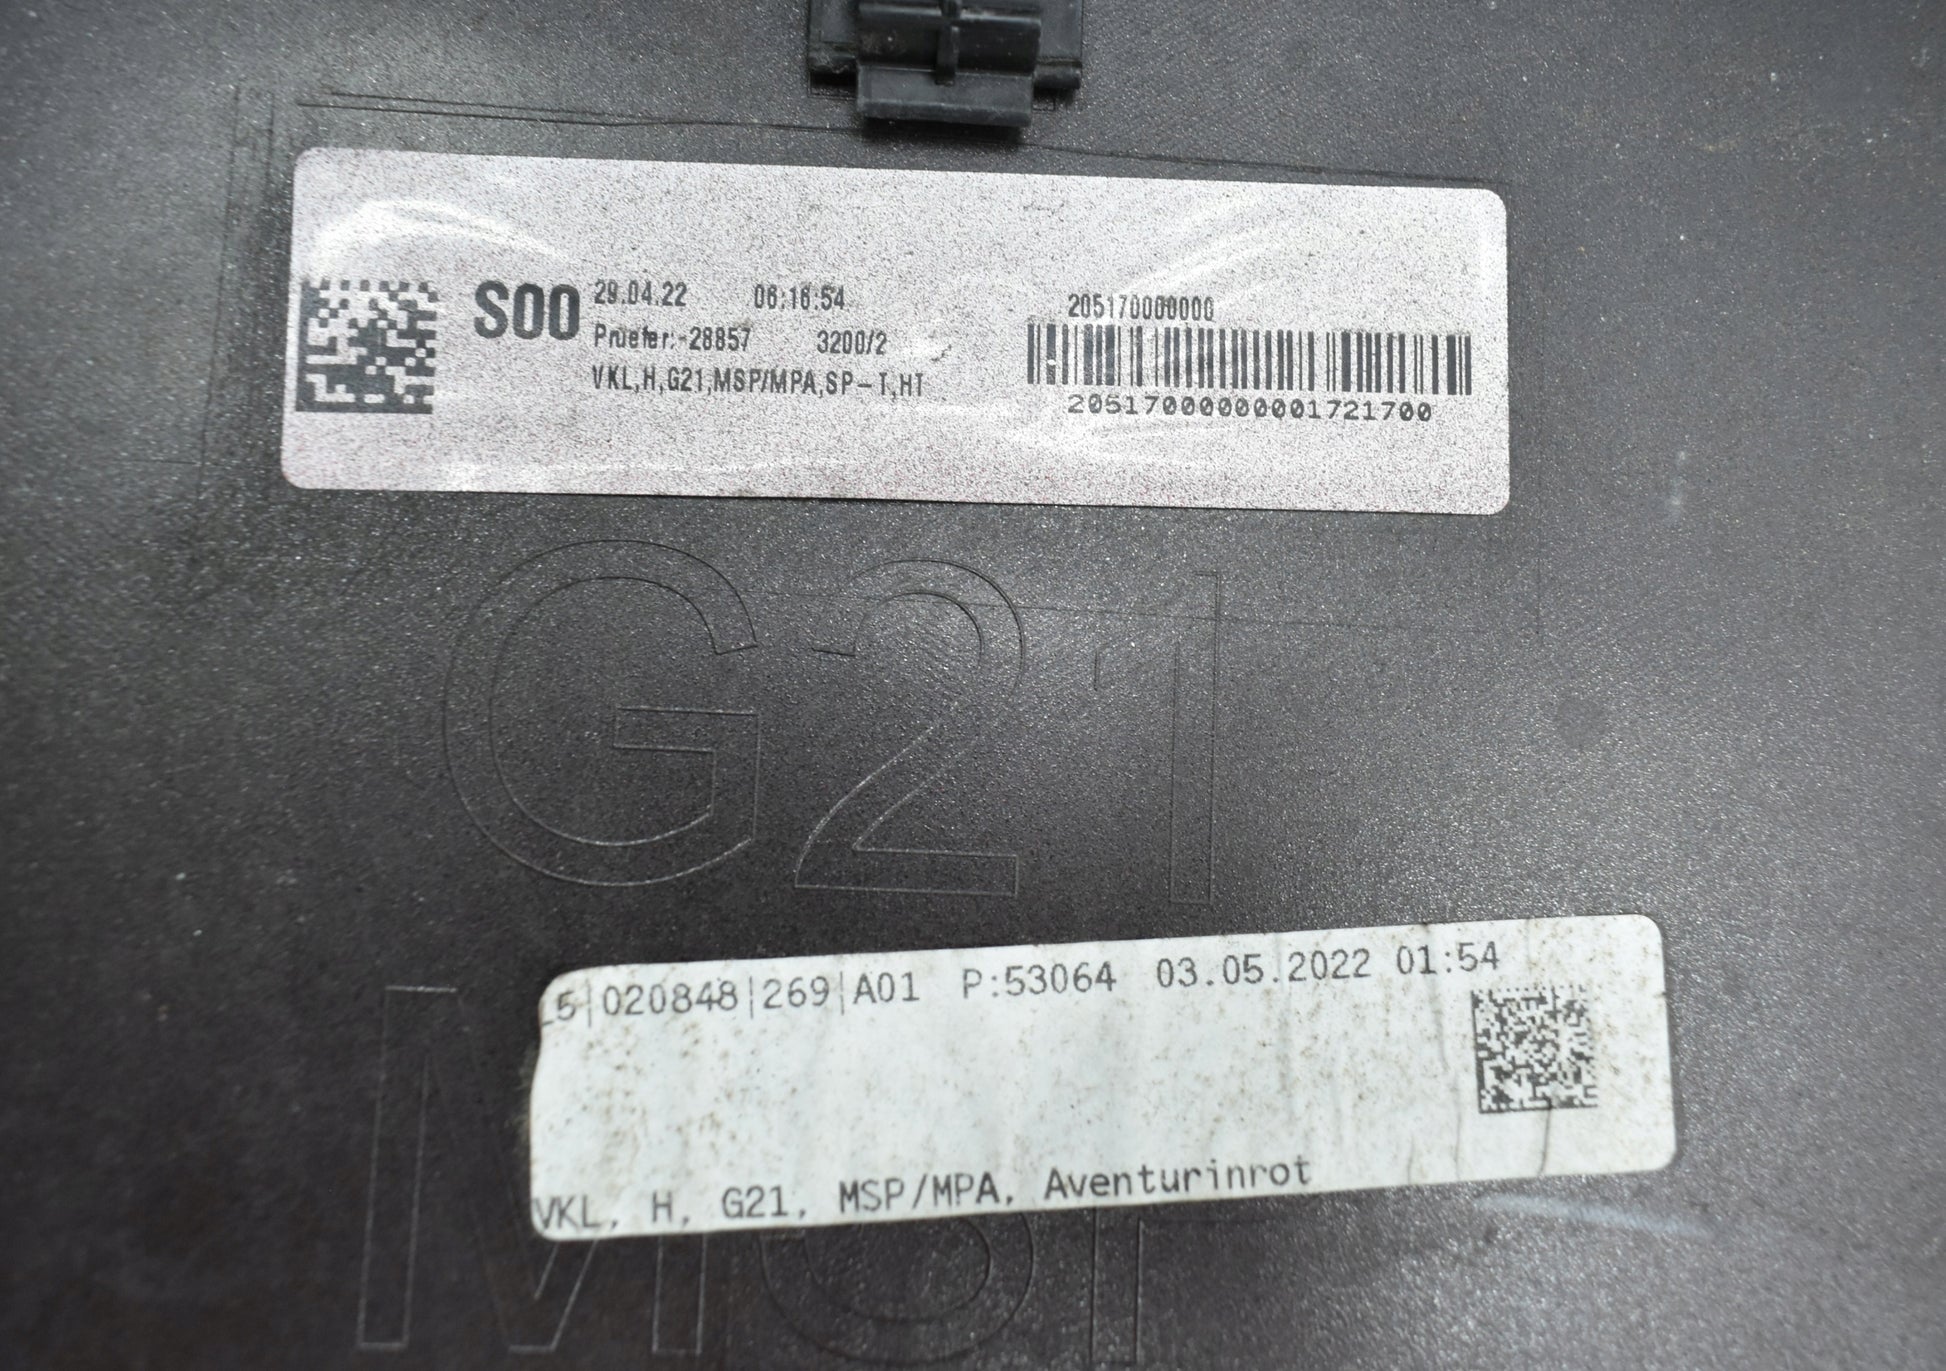 S00 29.04.22 06:16:54
Pruefer:-28857 3200/2
VKL,H,G21,MSP/MPA,SP-T,HT
205170000000
20517000000001721700
G21
5|020848|269|A01 P:53064 03.05.2022 01:54
VKL, H, G21, MSP/MPA, Aventurinrot